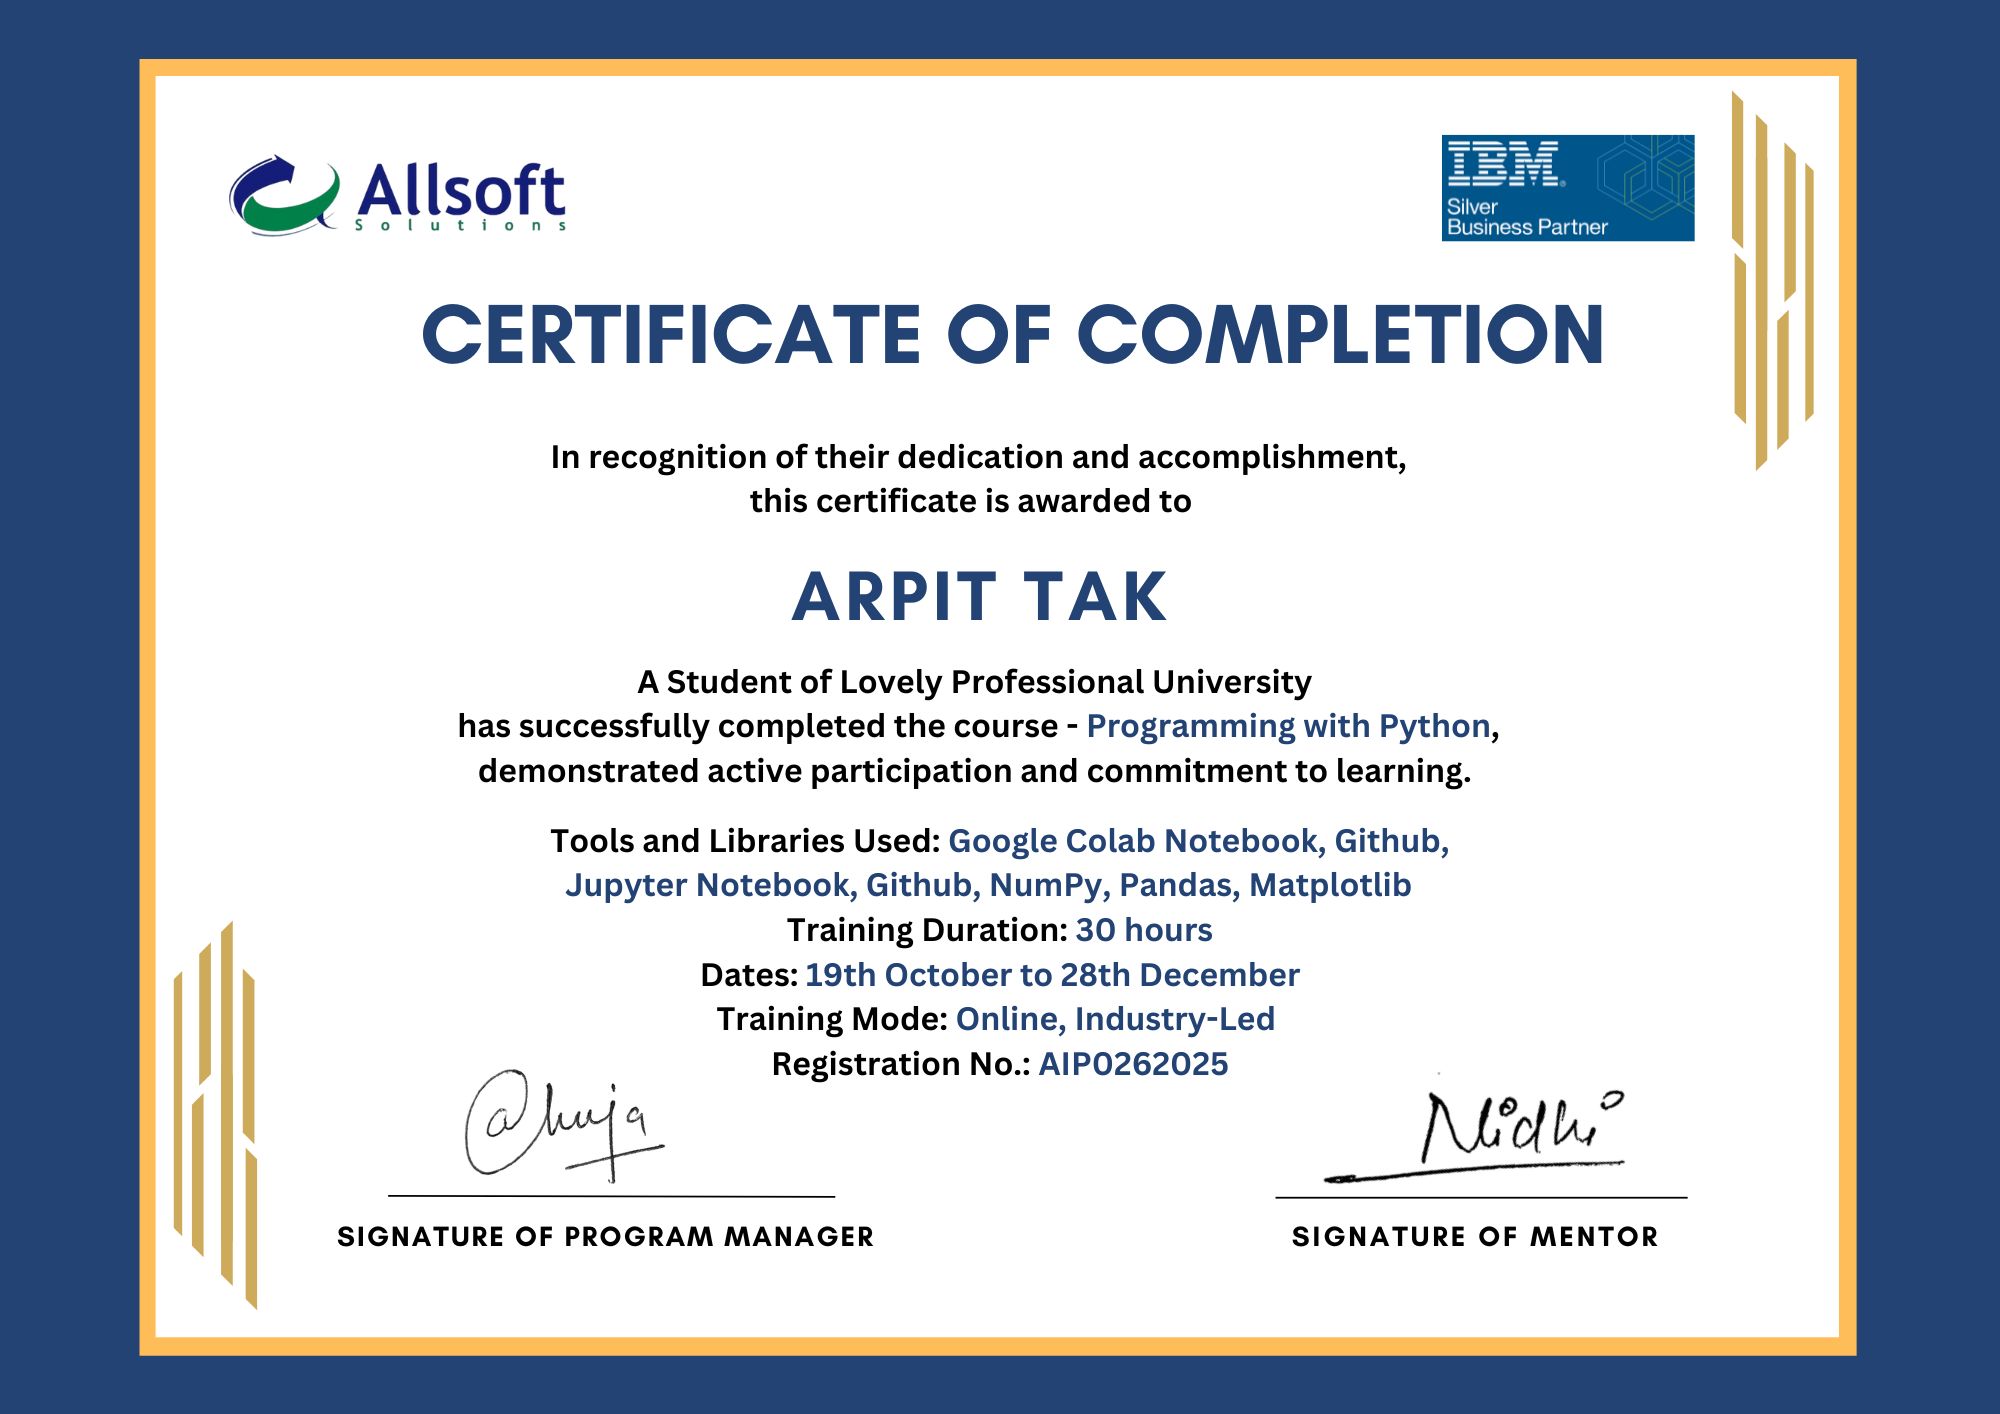 Allsoft
Solutions
IBM
Silver
Business Partner
CERTIFICATE OF COMPLETION
In recognition of their dedication and accomplishment,
this certificate is awarded to
ARPIT TAK
A Student of Lovely Professional University
has successfully completed the course - Programming with Python,
demonstrated active participation and commitment to learning.
Tools and Libraries Used: Google Colab Notebook, Github,
Jupyter Notebook, Github, NumPy, Pandas, Matplotlib
Training Duration: 30 hours
Dates: 19th October to 28th December
Training Mode: Online, Industry-Led
Registration No.: AIP0262025
Ahuja
Nidhi
SIGNATURE OF PROGRAM MANAGER
SIGNATURE OF MENTOR